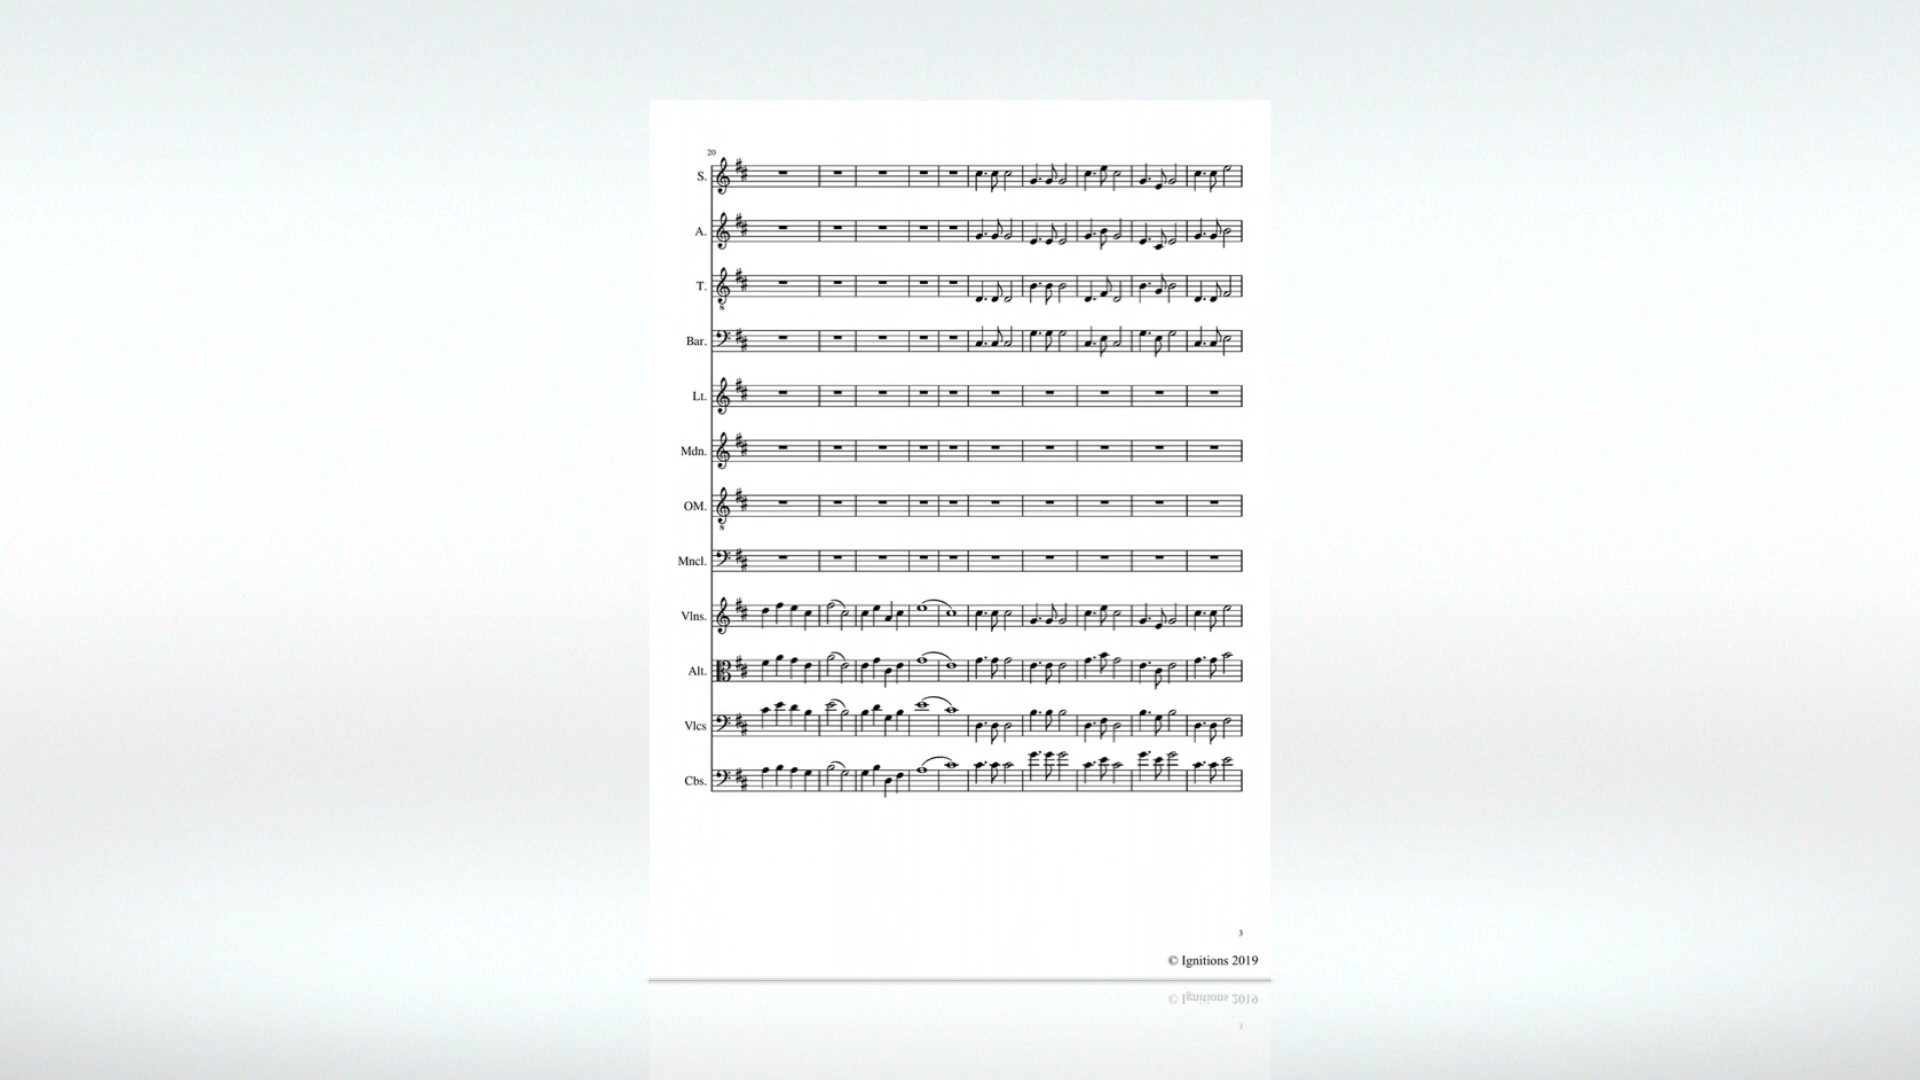 20
S.
A.
T.
Bar.
Lt.
Mdn.
OM.
Mncl.
Vlns.
Alt.
Vlcs
Cbs.
3
© Ignitions 2019